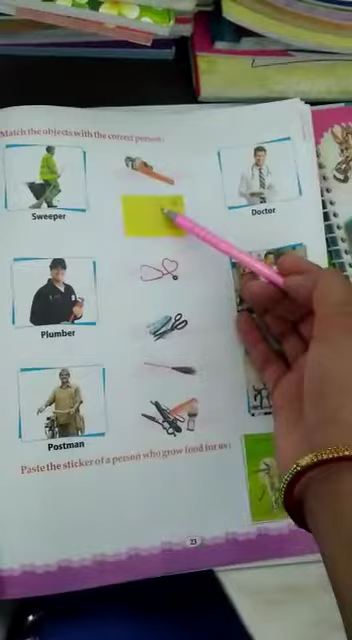 Match the objects with the correct person:
Sweeper
Doctor
Plumber
Postman
Paste the sticker of a person who grow food for us:
23